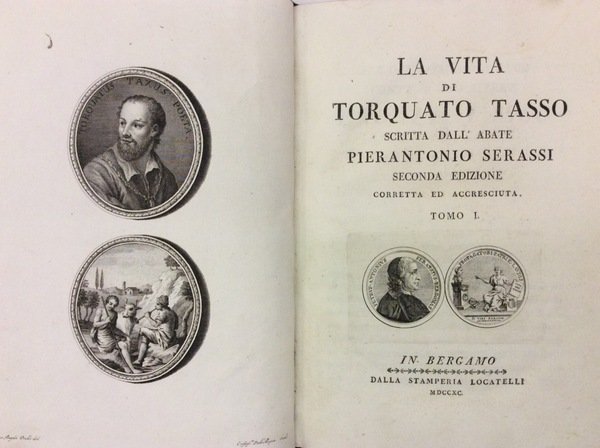 TORQUATUS TAXUS POETA
LA VITA
DI
TORQUATO TASSO
SCRITTA DALL' ABATE
PIERANTONIO SERASSI
SECONDA EDIZIONE
CORRETTA ED ACCRESCIUTA.
TOMO I.
IN BERGAMO
DALLA STAMPERIA LOCATELLI
MDCCXC.